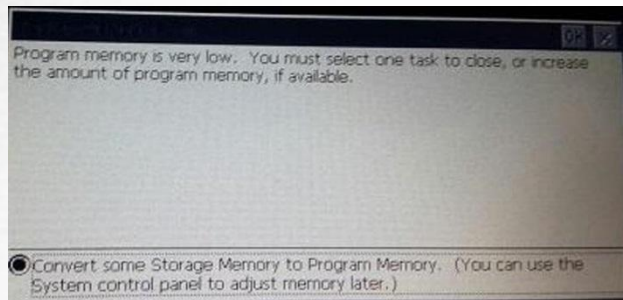 OK ×
Program memory is very low. You must select one task to close, or increase
the amount of program memory, if available.
Convert some Storage Memory to Program Memory. (You can use the
System control panel to adjust memory later.)